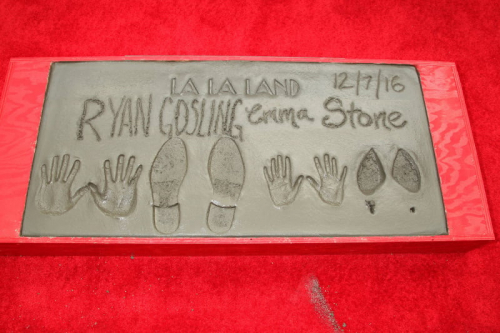 LA LA LAND 12/7/16
RYAN GOSLING emma Stone